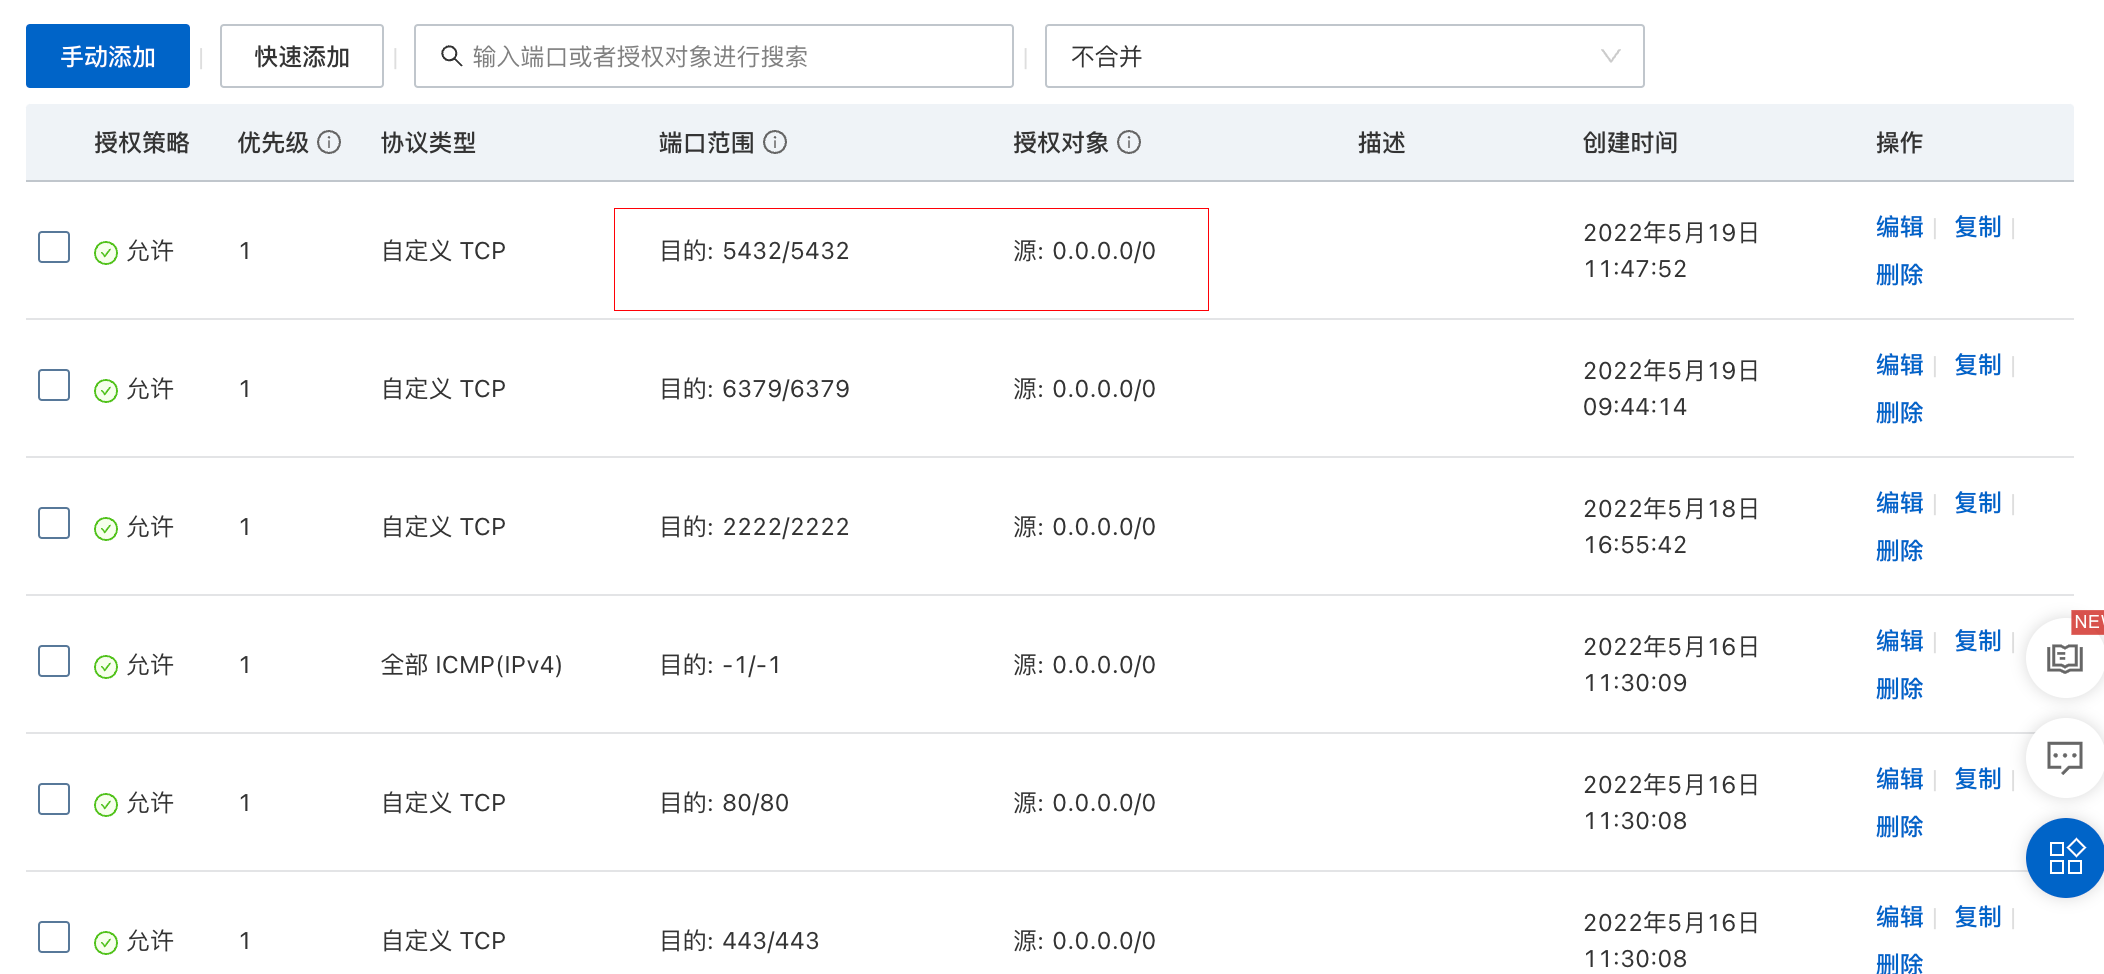 手动添加
快速添加
输入端口或者授权对象进行搜索
不合并
授权策略 优先级 协议类型 端口范围 授权对象 描述 创建时间 操作
允许 1 自定义 TCP 目的: 5432/5432 源: 0.0.0.0/0 2022年5月19日 11:47:52 编辑 复制 删除
允许 1 自定义 TCP 目的: 6379/6379 源: 0.0.0.0/0 2022年5月19日 09:44:14 编辑 复制 删除
允许 1 自定义 TCP 目的: 2222/2222 源: 0.0.0.0/0 2022年5月18日 16:55:42 编辑 复制 删除
允许 1 全部 ICMP(IPv4) 目的: -1/-1 源: 0.0.0.0/0 2022年5月16日 11:30:09 编辑 复制 删除
允许 1 自定义 TCP 目的: 80/80 源: 0.0.0.0/0 2022年5月16日 11:30:08 编辑 复制 删除
允许 1 自定义 TCP 目的: 443/443 源: 0.0.0.0/0 2022年5月16日 11:30:08 编辑 复制 删除